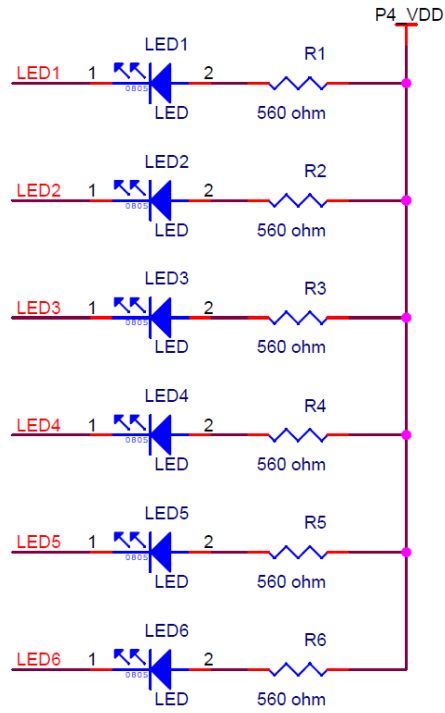 P4_VDD
LED1 R1
LED1 1 2
0805 LED 560 ohm
LED2 R2
LED2 1 2
0805 LED 560 ohm
LED3 R3
LED3 1 2
0805 LED 560 ohm
LED4 R4
LED4 1 2
0805 LED 560 ohm
LED5 R5
LED5 1 2
0805 LED 560 ohm
LED6 R6
LED6 1 2
0805 LED 560 ohm